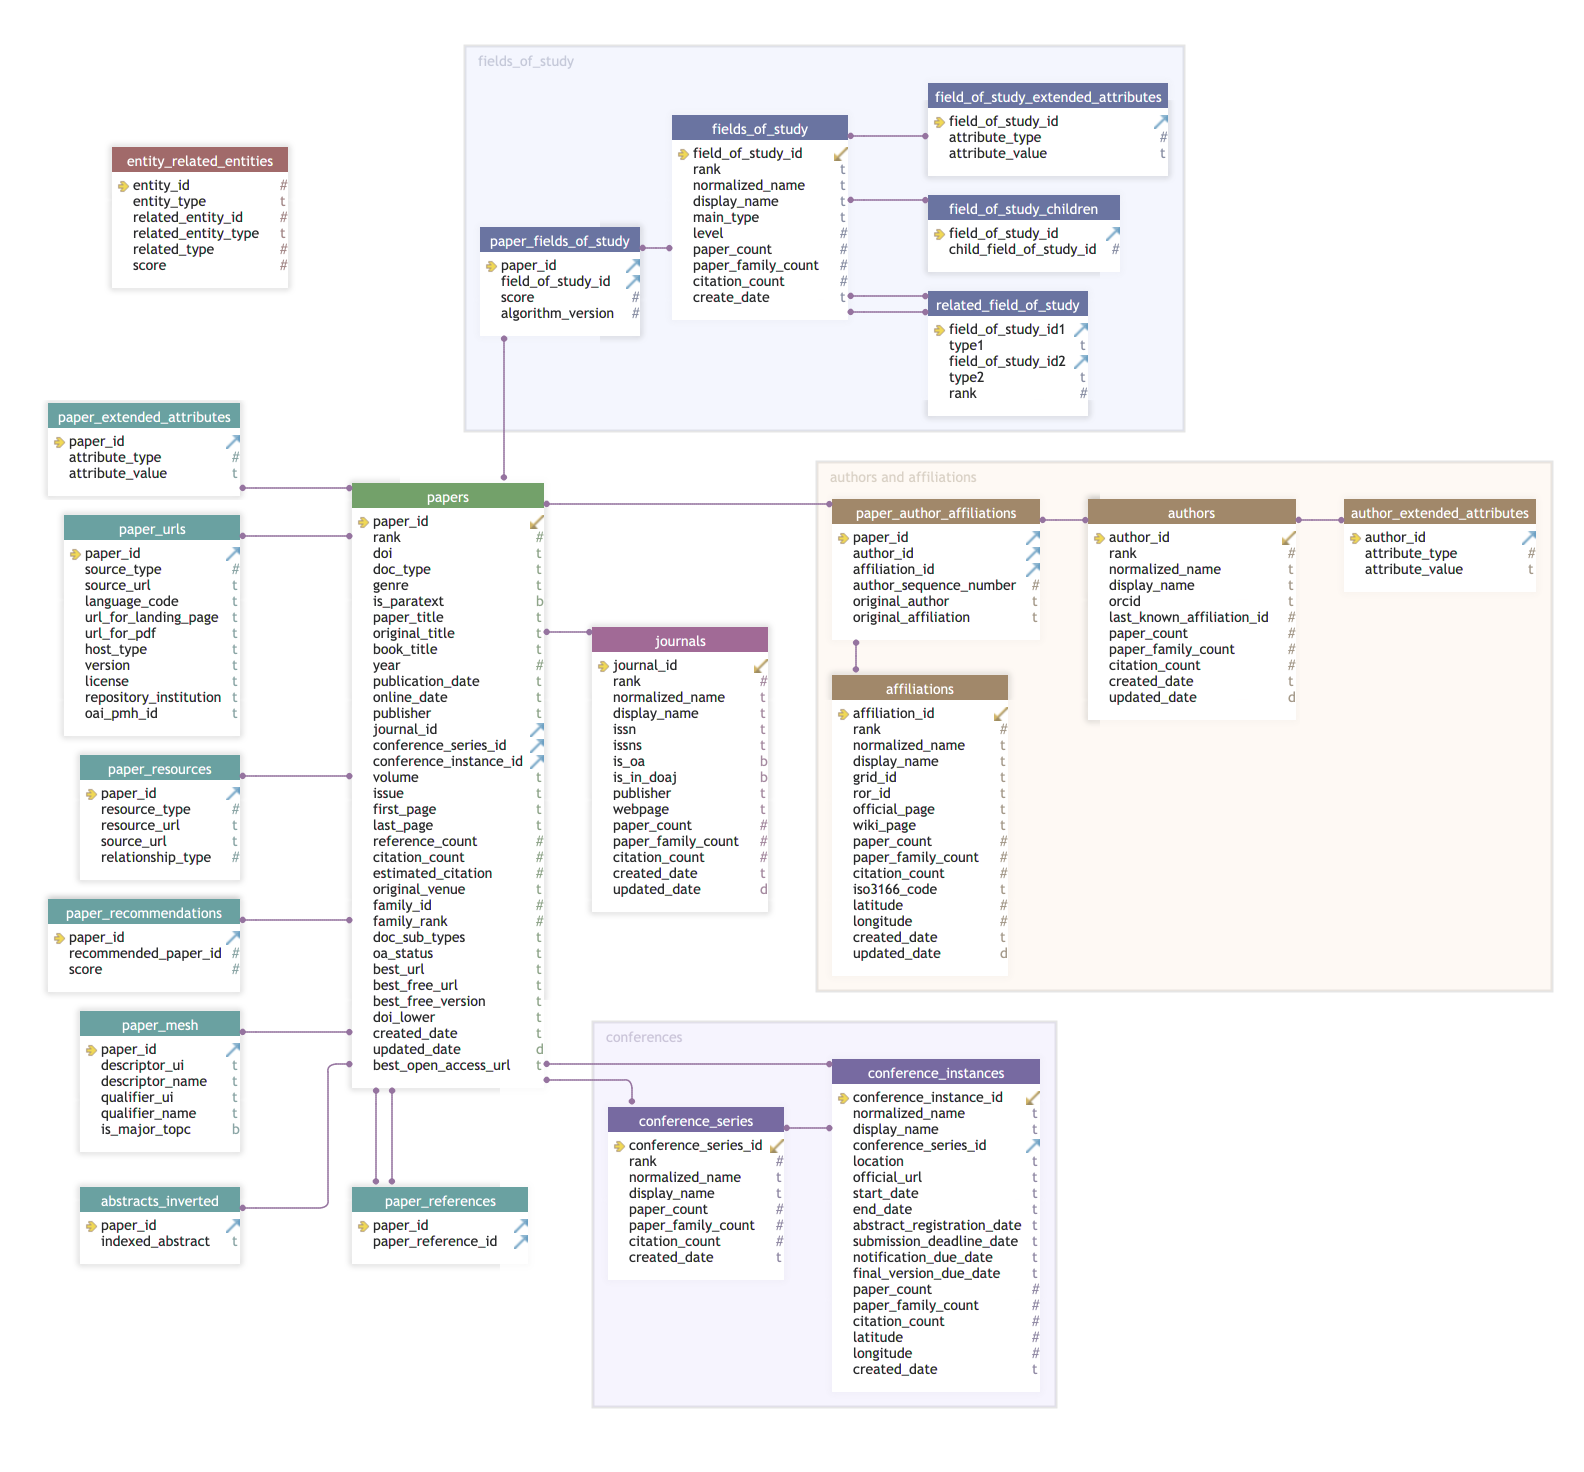 fields_of_study
field_of_study_extended_attributes
field_of_study_id
attribute_type #
attribute_value t
fields_of_study
field_of_study_id
rank t
normalized_name t
display_name t
main_type t
level #
paper_count #
paper_family_count #
citation_count #
create_date t
entity_related_entities
entity_id #
entity_type t
related_entity_id #
related_entity_type t
related_type #
score #
field_of_study_children
field_of_study_id
child_field_of_study_id #
paper_fields_of_study
paper_id
field_of_study_id
score #
algorithm_version #
related_field_of_study
field_of_study_id1
type1 t
field_of_study_id2
type2 t
rank #
paper_extended_attributes
paper_id
attribute_type #
attribute_value t
papers
paper_id
rank #
doi t
doc_type t
genre t
is_paratext b
paper_title t
original_title t
book_title t
year #
publication_date t
online_date t
publisher t
journal_id
conference_series_id
conference_instance_id
volume t
issue t
first_page t
last_page t
reference_count #
citation_count #
estimated_citation #
original_venue t
family_id #
family_rank #
doc_sub_types t
oa_status t
best_url t
best_free_url t
best_free_version t
doi_lower t
created_date t
updated_date d
best_open_access_url t
paper_urls
paper_id
source_type #
source_url t
language_code t
url_for_landing_page t
url_for_pdf t
host_type t
version t
license t
repository_institution t
oai_pmh_id t
paper_resources
paper_id
resource_type #
resource_url t
source_url t
relationship_type #
paper_recommendations
paper_id
recommended_paper_id #
score #
paper_mesh
paper_id
descriptor_ui t
descriptor_name t
qualifier_ui t
qualifier_name t
is_major_topc b
abstracts_inverted
paper_id
indexed_abstract t
paper_references
paper_id
paper_reference_id
journals
journal_id
rank #
normalized_name t
display_name t
issn t
issns t
is_oa b
is_in_doaj b
publisher t
webpage t
paper_count #
paper_family_count #
citation_count #
created_date t
updated_date d
authors and affiliations
paper_author_affiliations
paper_id
author_id
affiliation_id
author_sequence_number #
original_author t
original_affiliation t
authors
author_id
rank #
normalized_name t
display_name t
orcid t
last_known_affiliation_id #
paper_count #
paper_family_count #
citation_count #
created_date t
updated_date d
author_extended_attributes
author_id
attribute_type #
attribute_value t
affiliations
affiliation_id
rank #
normalized_name t
display_name t
grid_id t
ror_id t
official_page t
wiki_page t
paper_count #
paper_family_count #
citation_count #
iso3166_code t
latitude #
longitude #
created_date t
updated_date d
conferences
conference_series
conference_series_id
rank #
normalized_name t
display_name t
paper_count #
paper_family_count #
citation_count #
created_date t
conference_instances
conference_instance_id
normalized_name t
display_name t
conference_series_id
location t
official_url t
start_date t
end_date t
abstract_registration_date t
submission_deadline_date t
notification_due_date t
final_version_due_date t
paper_count #
paper_family_count #
citation_count #
latitude #
longitude #
created_date t